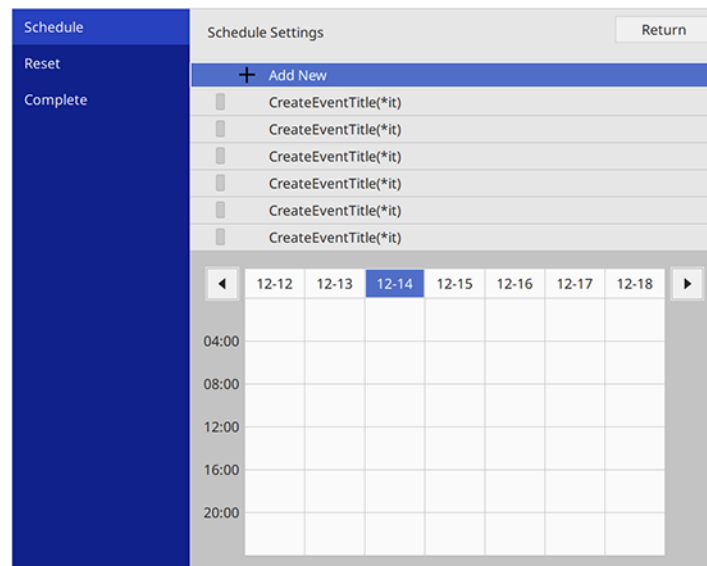 Schedule
Reset
Complete
Schedule Settings
Return
Add New
CreateEventTitle(*it)
CreateEventTitle(*it)
CreateEventTitle(*it)
CreateEventTitle(*it)
CreateEventTitle(*it)
CreateEventTitle(*it)
12-12 12-13 12-14 12-15 12-16 12-17 12-18
04:00
08:00
12:00
16:00
20:00